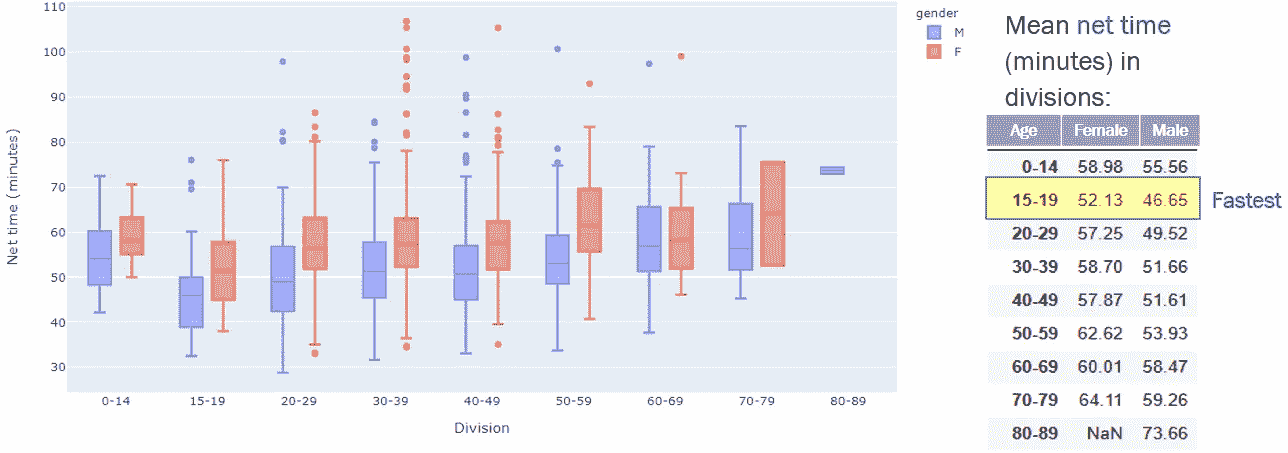 110
100
90
80
70
60
50
40
30
Net time (minutes)
0-14 15-19 20-29 30-39 40-49 50-59 60-69 70-79 80-89
Division
gender
M
F
Mean net time
(minutes) in
divisions:
Age Female Male
0-14 58.98 55.56
15-19 52.13 46.65 Fastest
20-29 57.25 49.52
30-39 58.70 51.66
40-49 57.87 51.61
50-59 62.62 53.93
60-69 60.01 58.47
70-79 64.11 59.26
80-89 NaN 73.66